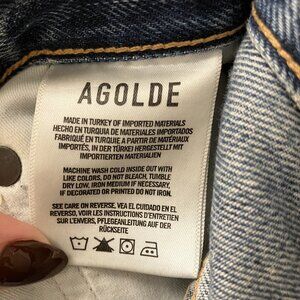 AGOLDE
MADE IN TURKEY OF IMPORTED MATERIALS
HECHO EN TURQUIA DE MATERIALES IMPORTADOS
FABRIQUÉ EN TURQUIE A PARTIR DE MATÉRIAUX
IMPORTÉS, IN DER TÜRKEI HERGESTELLT MIT
IMPORTIERTEN MATERIALIEN
MACHINE WASH COLD INSIDE OUT WITH
LIKE COLORS, DO NOT BLEACH, TUMBLE
DRY LOW, IRON MEDIUM IF NECESSARY,
IF DECORATED OR PRINTED DO NOT IRON.
SEE CARE ON REVERSE, VEA EL CUIDADO EN EL
REVERSO, VOIR LES INSTRUCTIONS D'ENTRETIEN
SUR L'ENVERS, PFLEGEANLEITUNG AUF DER
RÜCKSEITE